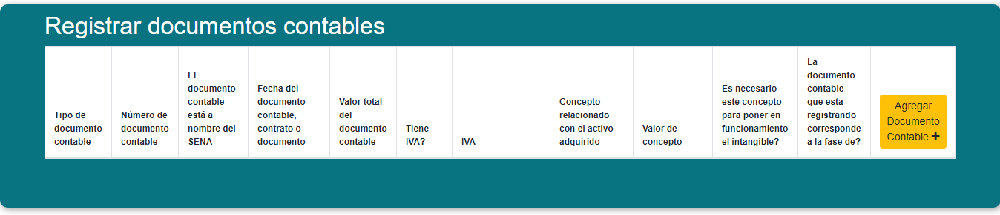 Registrar documentos contables
Tipo de
documento
contable
Número de
documento
contable
El
documento
contable
está a
nombre del
SENA
Fecha del
documento
contable,
contrato o
documento
Valor total
del
documento
contable
Tiene
IVA?
IVA
Concepto
relacionado
con el activo
adquirido
Valor de
concepto
Es necesario
este concepto
para poner en
funcionamiento
el intangible?
La
documento
contable
que esta
registrando
corresponde
a la fase de?
Agregar
Documento
Contable +